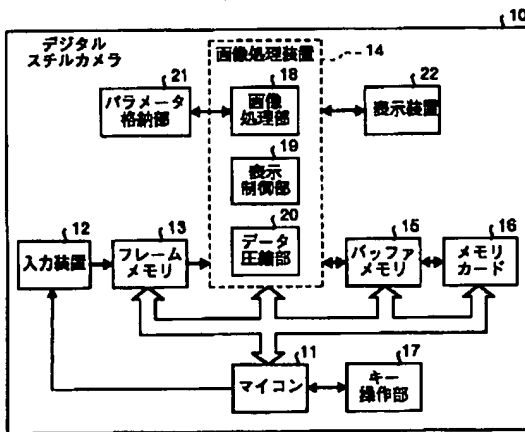 10
デジタル
スチルカメラ
画像処理装置
14
21
パラメータ
格納部
18
画像
処理部
22
表示装置
19
表示
制御部
12
入力装置
13
フレーム
メモリ
20
データ
圧縮部
15
バッファ
メモリ
16
メモリ
カード
11
マイコン
17
キー
操作部